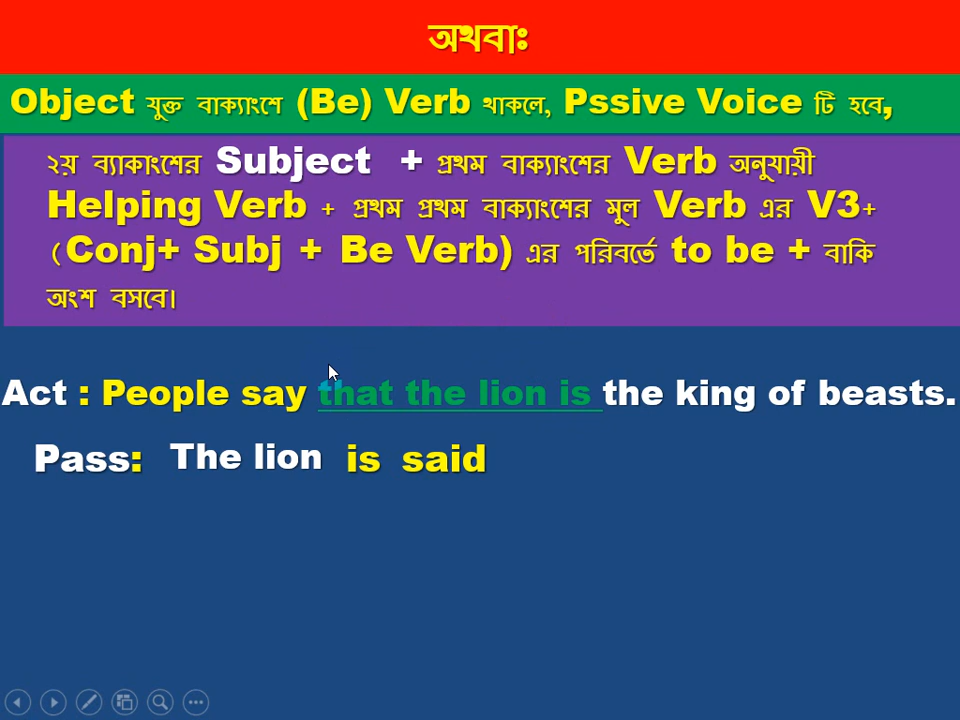 অথবাঃ
Object যুক্ত বাক্যাংশে (Be) Verb থাকলে, Pssive Voice টি হবে,
২য় ব্যাকাংশের Subject + প্রথম বাক্যাংশের Verb অনুযায়ী
Helping Verb + প্রথম প্রথম বাক্যাংশের মুল Verb এর V3+
(Conj+ Subj + Be Verb) এর পরিবর্তে to be + বাকি
অংশ বসবে।
Act : People say that the lion is the king of beasts.
Pass: The lion is said